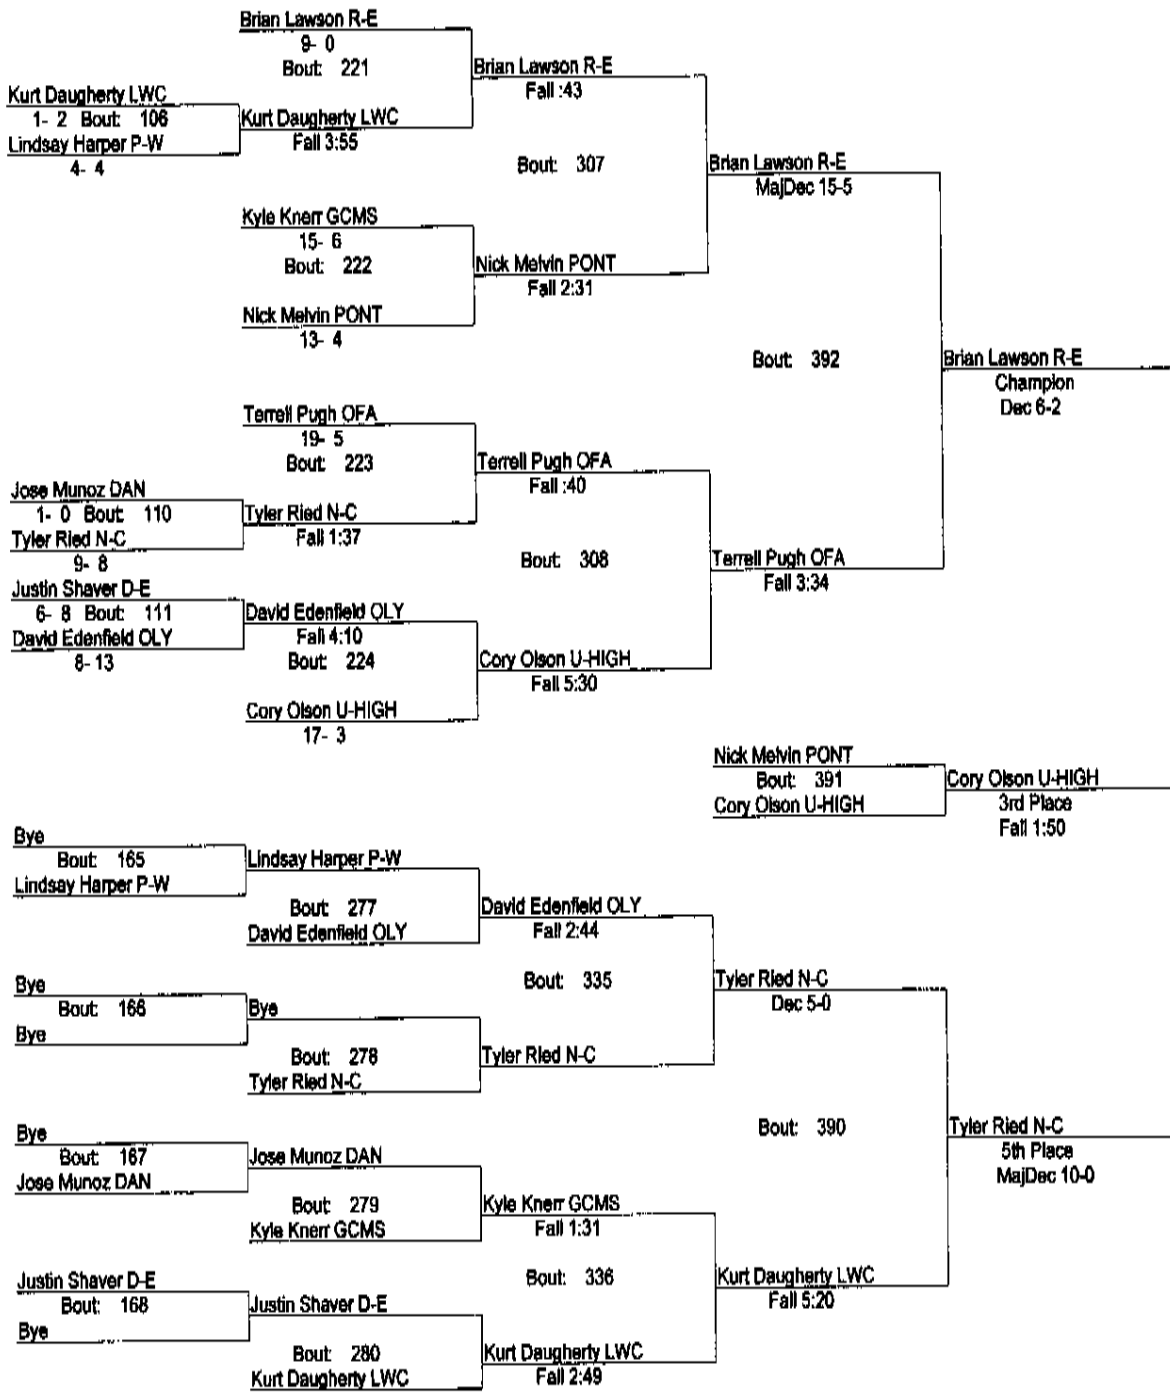 Brian Lawson R-E
9- 0
Bout: 221
Brian Lawson R-E
Fall :43
Kurt Daugherty LWC
1- 2 Bout: 106
Kurt Daugherty LWC
Fall 3:55
Lindsay Harper P-W
4- 4
Bout: 307
Brian Lawson R-E
MajDec 15-5
Kyle Knerr GCMS
15- 6
Bout: 222
Nick Melvin PONT
Fall 2:31
Nick Melvin PONT
13- 4
Bout: 392
Brian Lawson R-E
Champion
Dec 6-2
Terrell Pugh OFA
19- 5
Bout: 223
Terrell Pugh OFA
Fall :40
Jose Munoz DAN
1- 0 Bout: 110
Tyler Ried N-C
Fall 1:37
Tyler Ried N-C
9- 8
Bout: 308
Terrell Pugh OFA
Fall 3:34
Justin Shaver D-E
6- 8 Bout: 111
David Edenfield OLY
Fall 4:10
David Edenfield OLY
8- 13
Bout: 224
Cory Olson U-HIGH
Fall 5:30
Cory Olson U-HIGH
17- 3
Nick Melvin PONT
Bout: 391
Cory Olson U-HIGH
Cory Olson U-HIGH
3rd Place
Fall 1:50
Bye
Bout: 165
Lindsay Harper P-W
Lindsay Harper P-W
Bout: 277
David Edenfield OLY
David Edenfield OLY
Fall 2:44
Bout: 335
Tyler Ried N-C
Dec 5-0
Bye
Bout: 166
Bye
Bye
Bout: 278
Tyler Ried N-C
Tyler Ried N-C
Bout: 390
Tyler Ried N-C
5th Place
MajDec 10-0
Bye
Bout: 167
Jose Munoz DAN
Jose Munoz DAN
Bout: 279
Kyle Knerr GCMS
Kyle Knerr GCMS
Fall 1:31
Bout: 336
Kurt Daugherty LWC
Fall 5:20
Justin Shaver D-E
Bout: 168
Bye
Justin Shaver D-E
Bout: 280
Kurt Daugherty LWC
Kurt Daugherty LWC
Fall 2:49